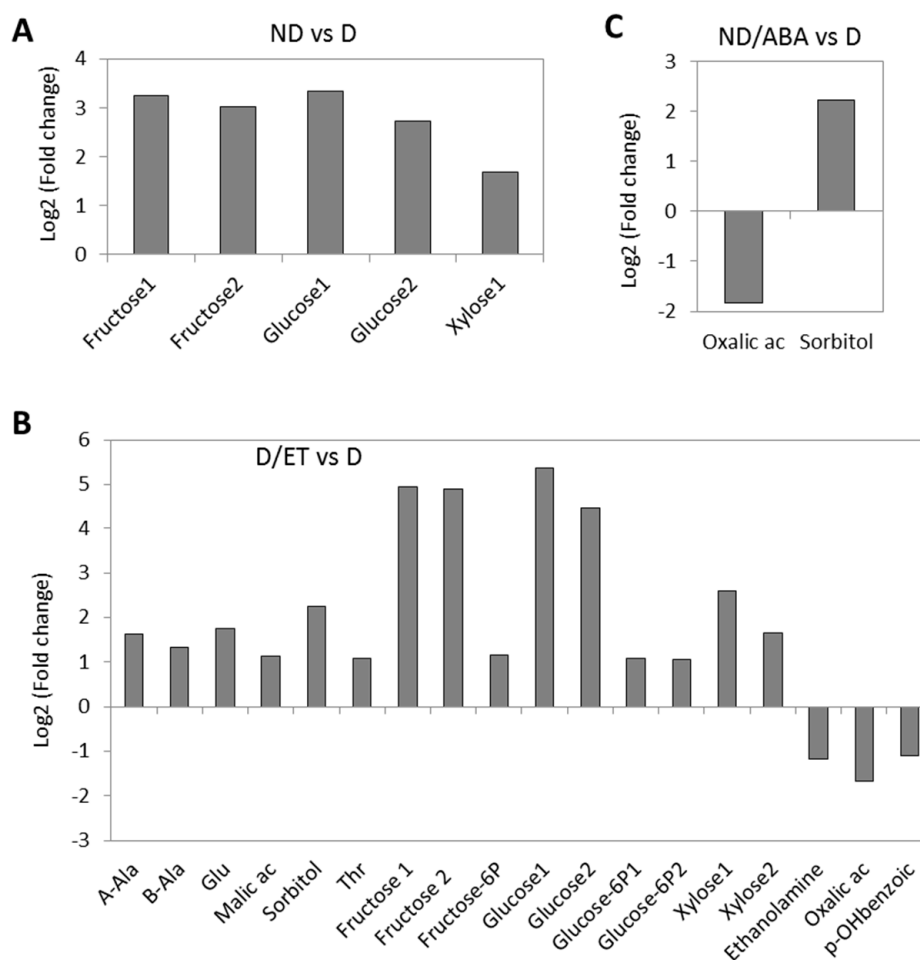 A
ND vs D
Log2 (Fold change)
4
3
2
1
0
Fructose1
Fructose2
Glucose1
Glucose2
Xylose1
C
ND/ABA vs D
Log2 (Fold change)
3
2
1
0
-1
-2
Oxalic ac Sorbitol
B
D/ET vs D
Log2 (Fold change)
6
5
4
3
2
1
0
-1
-2
-3
A-Ala
B-Ala
Glu
Malic ac
Sorbitol
Thr
Fructose 1
Fructose 2
Fructose-6P
Glucose1
Glucose2
Glucose-6P1
Glucose-6P2
Xylose1
Xylose2
Ethanolamine
Oxalic ac
p-OHbenzoic